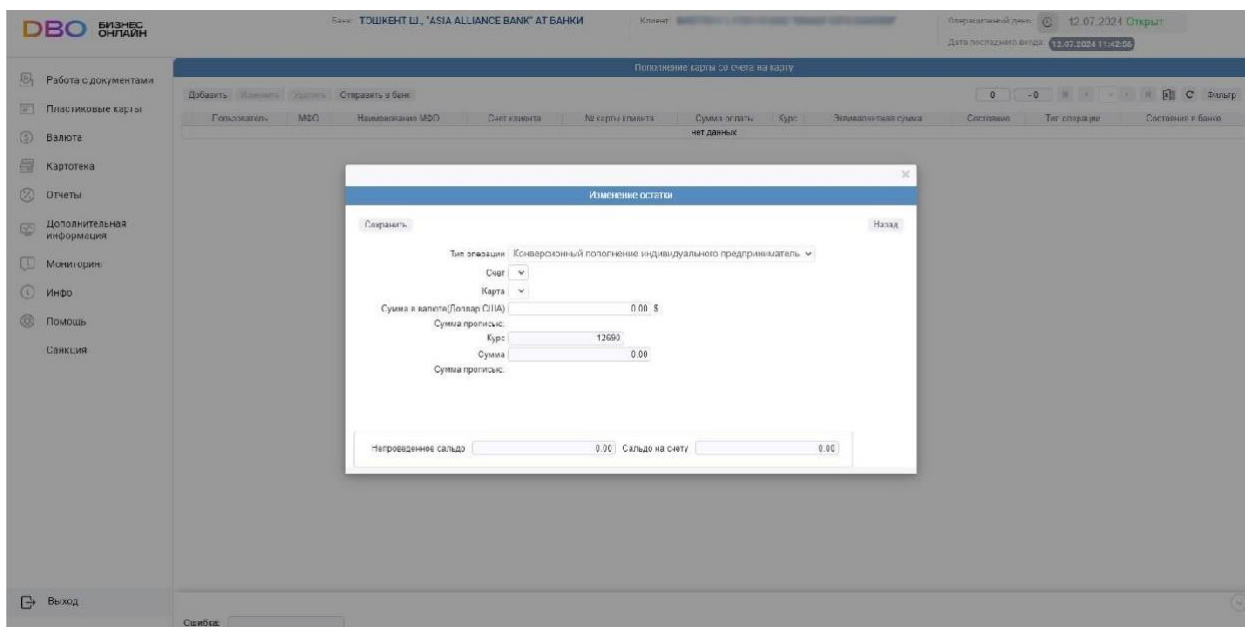 DBO БИЗНЕС ОНЛАЙН
Банк: ТОШКЕНТ Ш., "ASIA ALLIANCE BANK" АТ БАНКИ
Клиент:
Операционный день: 12.07.2024 Открыт
Дата последнего входа: 12.07.2024 11:42:56
Работа с документами
Пластиковые карты
Валюта
Картотека
Отчеты
Дополнительная информация
Мониторинг
Инфо
Помощь
Санкция
Выход
Пополнение карты со счета на карту
Добавить Изменить Удалить Отправить в банк 0 - 0 Фильтр
Пользователь МФО Наименование МФО Счет клиента № карты клиента Сумма оплаты Курс Эквивалентная сумма Состояние Тип операции Состояние в банке
нет данных
Изменение остатки
Сохранить Назад
Тип операции Конверсионный пополнение индивидуального предприниматель
Счет
Карта
Сумма в валюте(Доллар США) 0.00 $
Сумма прописью:
Курс 12690
Сумма 0.00
Сумма прописью:
Непроведенное сальдо 0.00 Сальдо на счету 0.00
Ошибка: